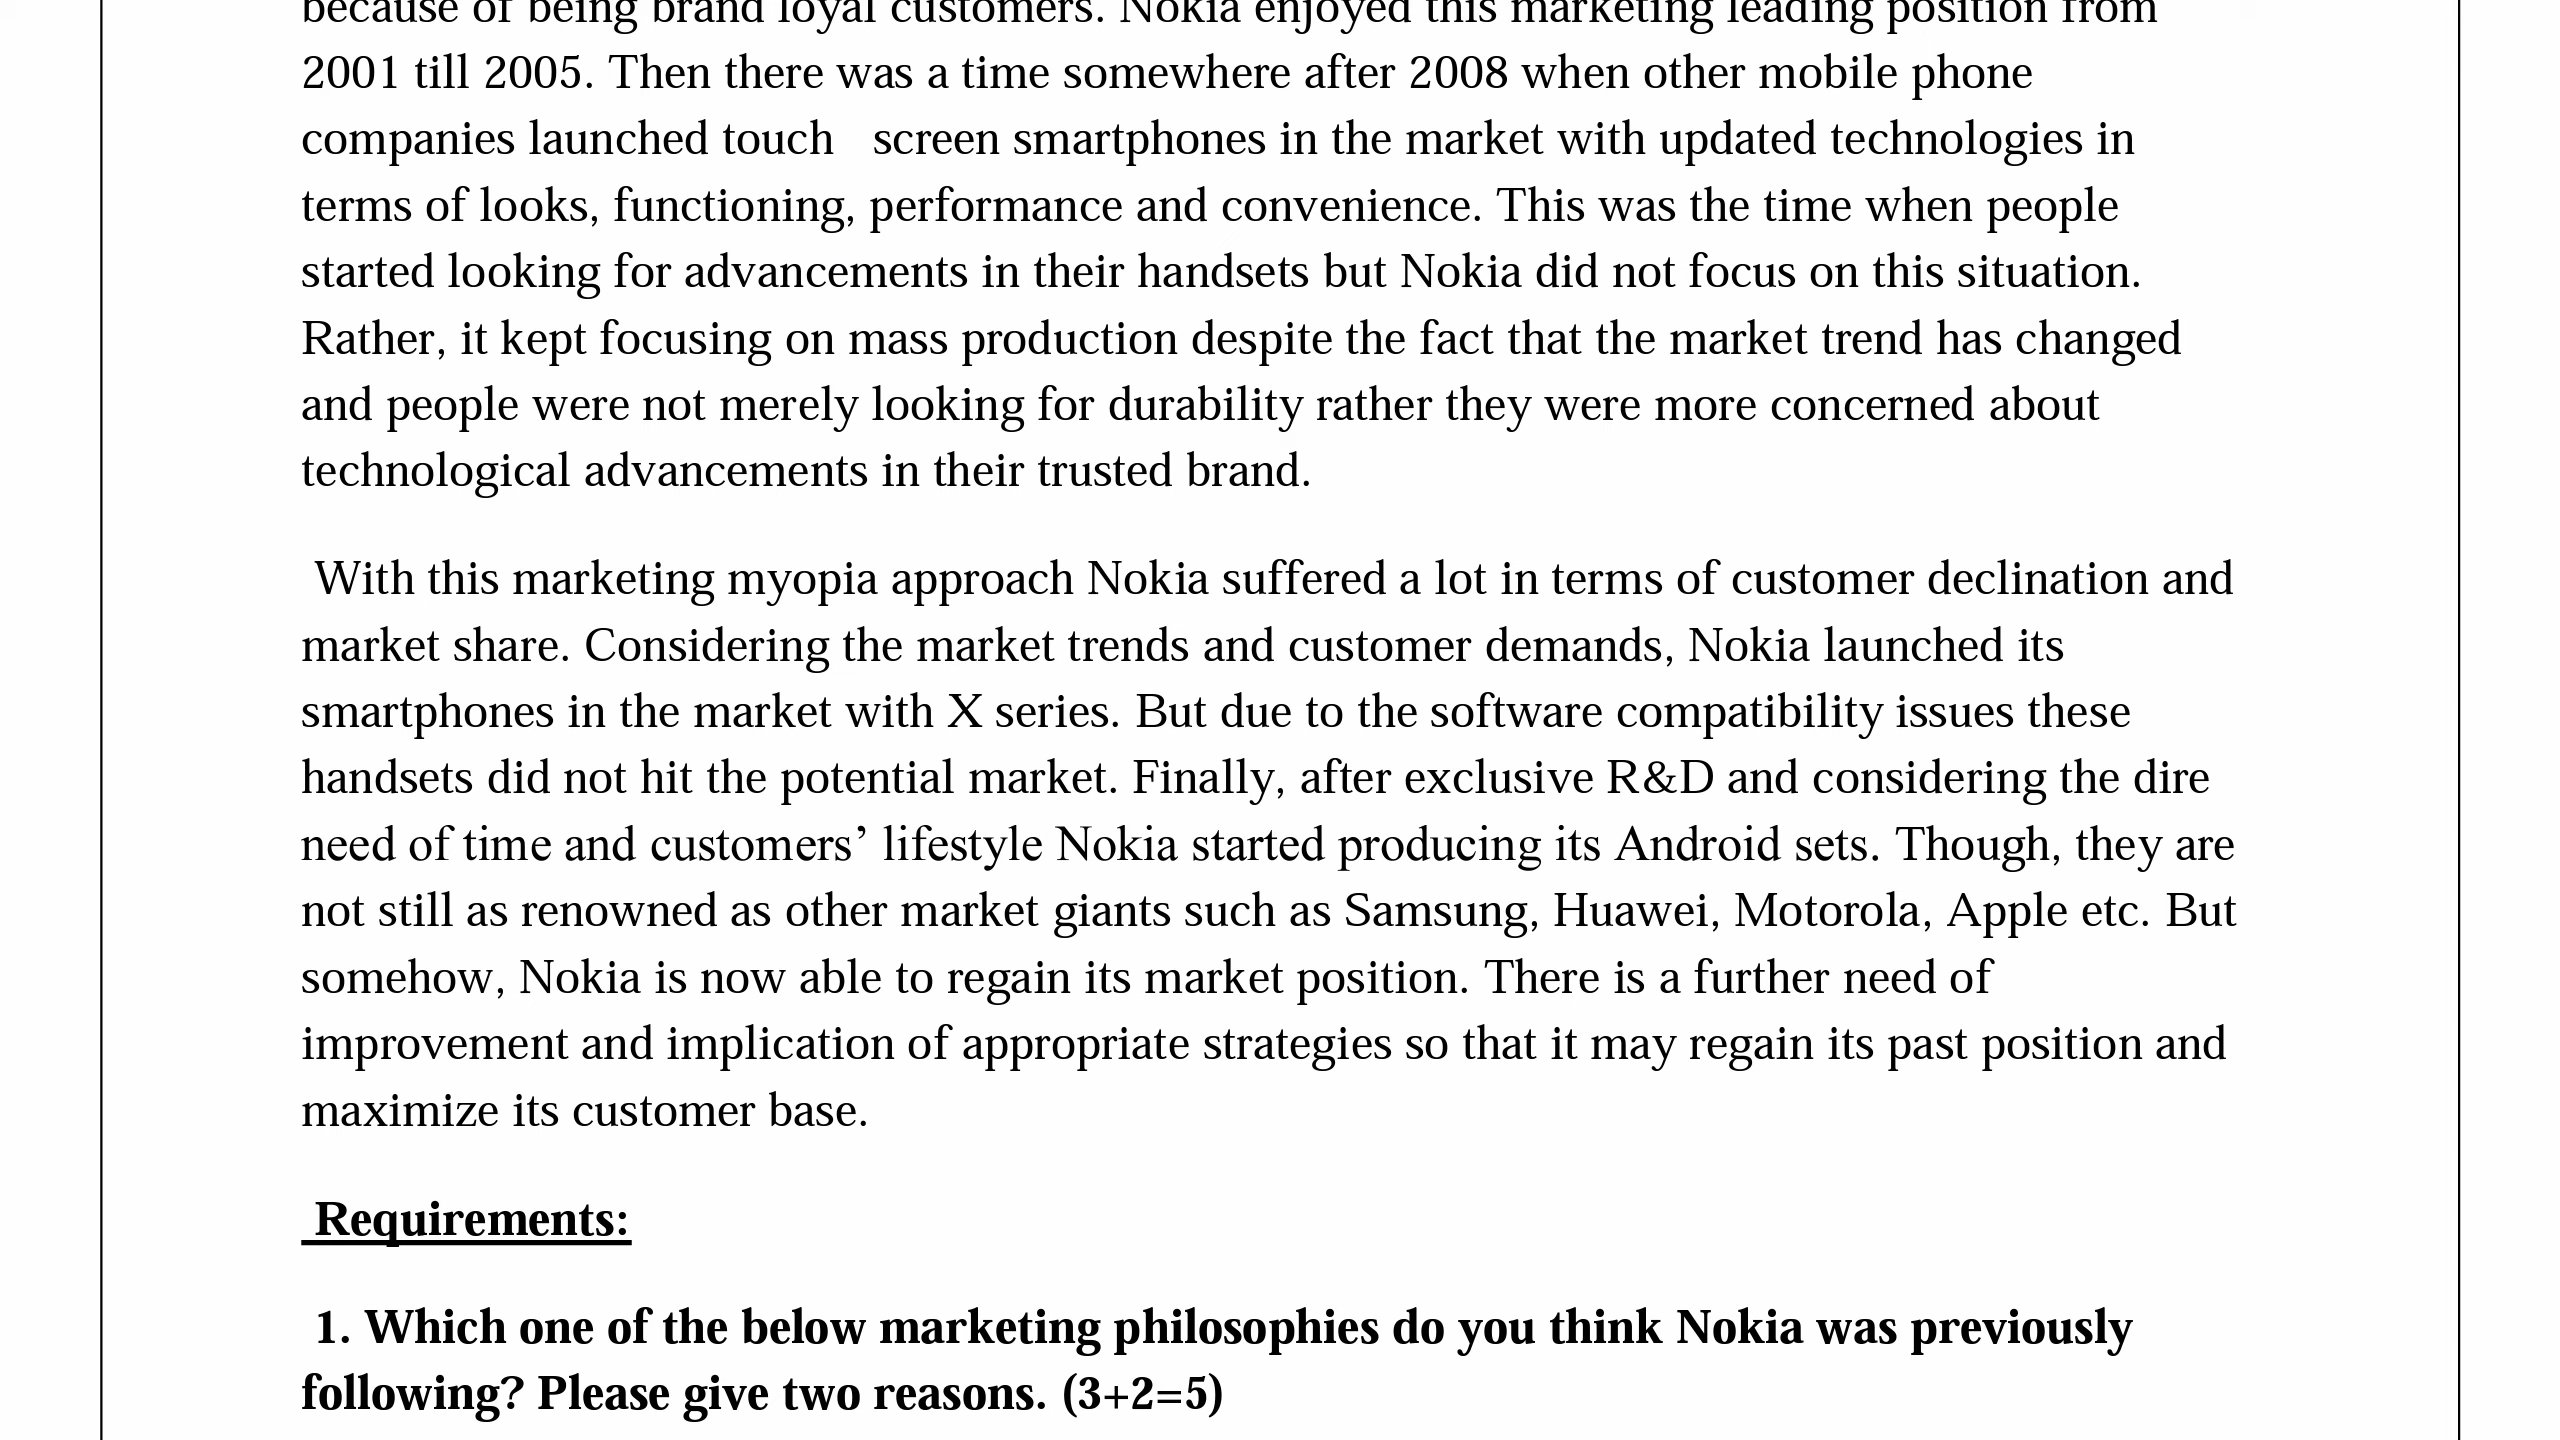 because of being brand loyal customers. Nokia enjoyed this marketing leading position from
2001 till 2005. Then there was a time somewhere after 2008 when other mobile phone
companies launched touch   screen smartphones in the market with updated technologies in
terms of looks, functioning, performance and convenience. This was the time when people
started looking for advancements in their handsets but Nokia did not focus on this situation.
Rather, it kept focusing on mass production despite the fact that the market trend has changed
and people were not merely looking for durability rather they were more concerned about
technological advancements in their trusted brand.
With this marketing myopia approach Nokia suffered a lot in terms of customer declination and
market share. Considering the market trends and customer demands, Nokia launched its
smartphones in the market with X series. But due to the software compatibility issues these
handsets did not hit the potential market. Finally, after exclusive R&D and considering the dire
need of time and customers’ lifestyle Nokia started producing its Android sets. Though, they are
not still as renowned as other market giants such as Samsung, Huawei, Motorola, Apple etc. But
somehow, Nokia is now able to regain its market position. There is a further need of
improvement and implication of appropriate strategies so that it may regain its past position and
maximize its customer base.
Requirements:
1. Which one of the below marketing philosophies do you think Nokia was previously
following? Please give two reasons. (3+2=5)